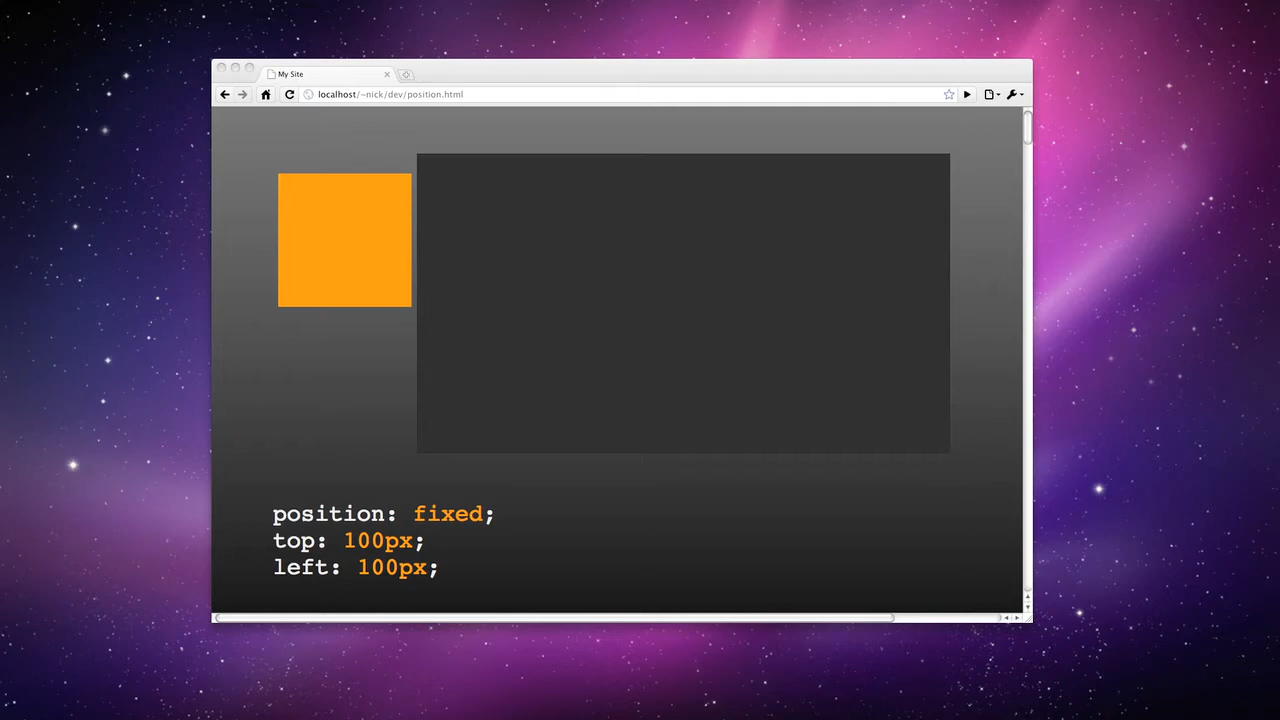 My Site
localhost/~nick/dev/position.html
position: fixed;
top: 100px;
left: 100px;